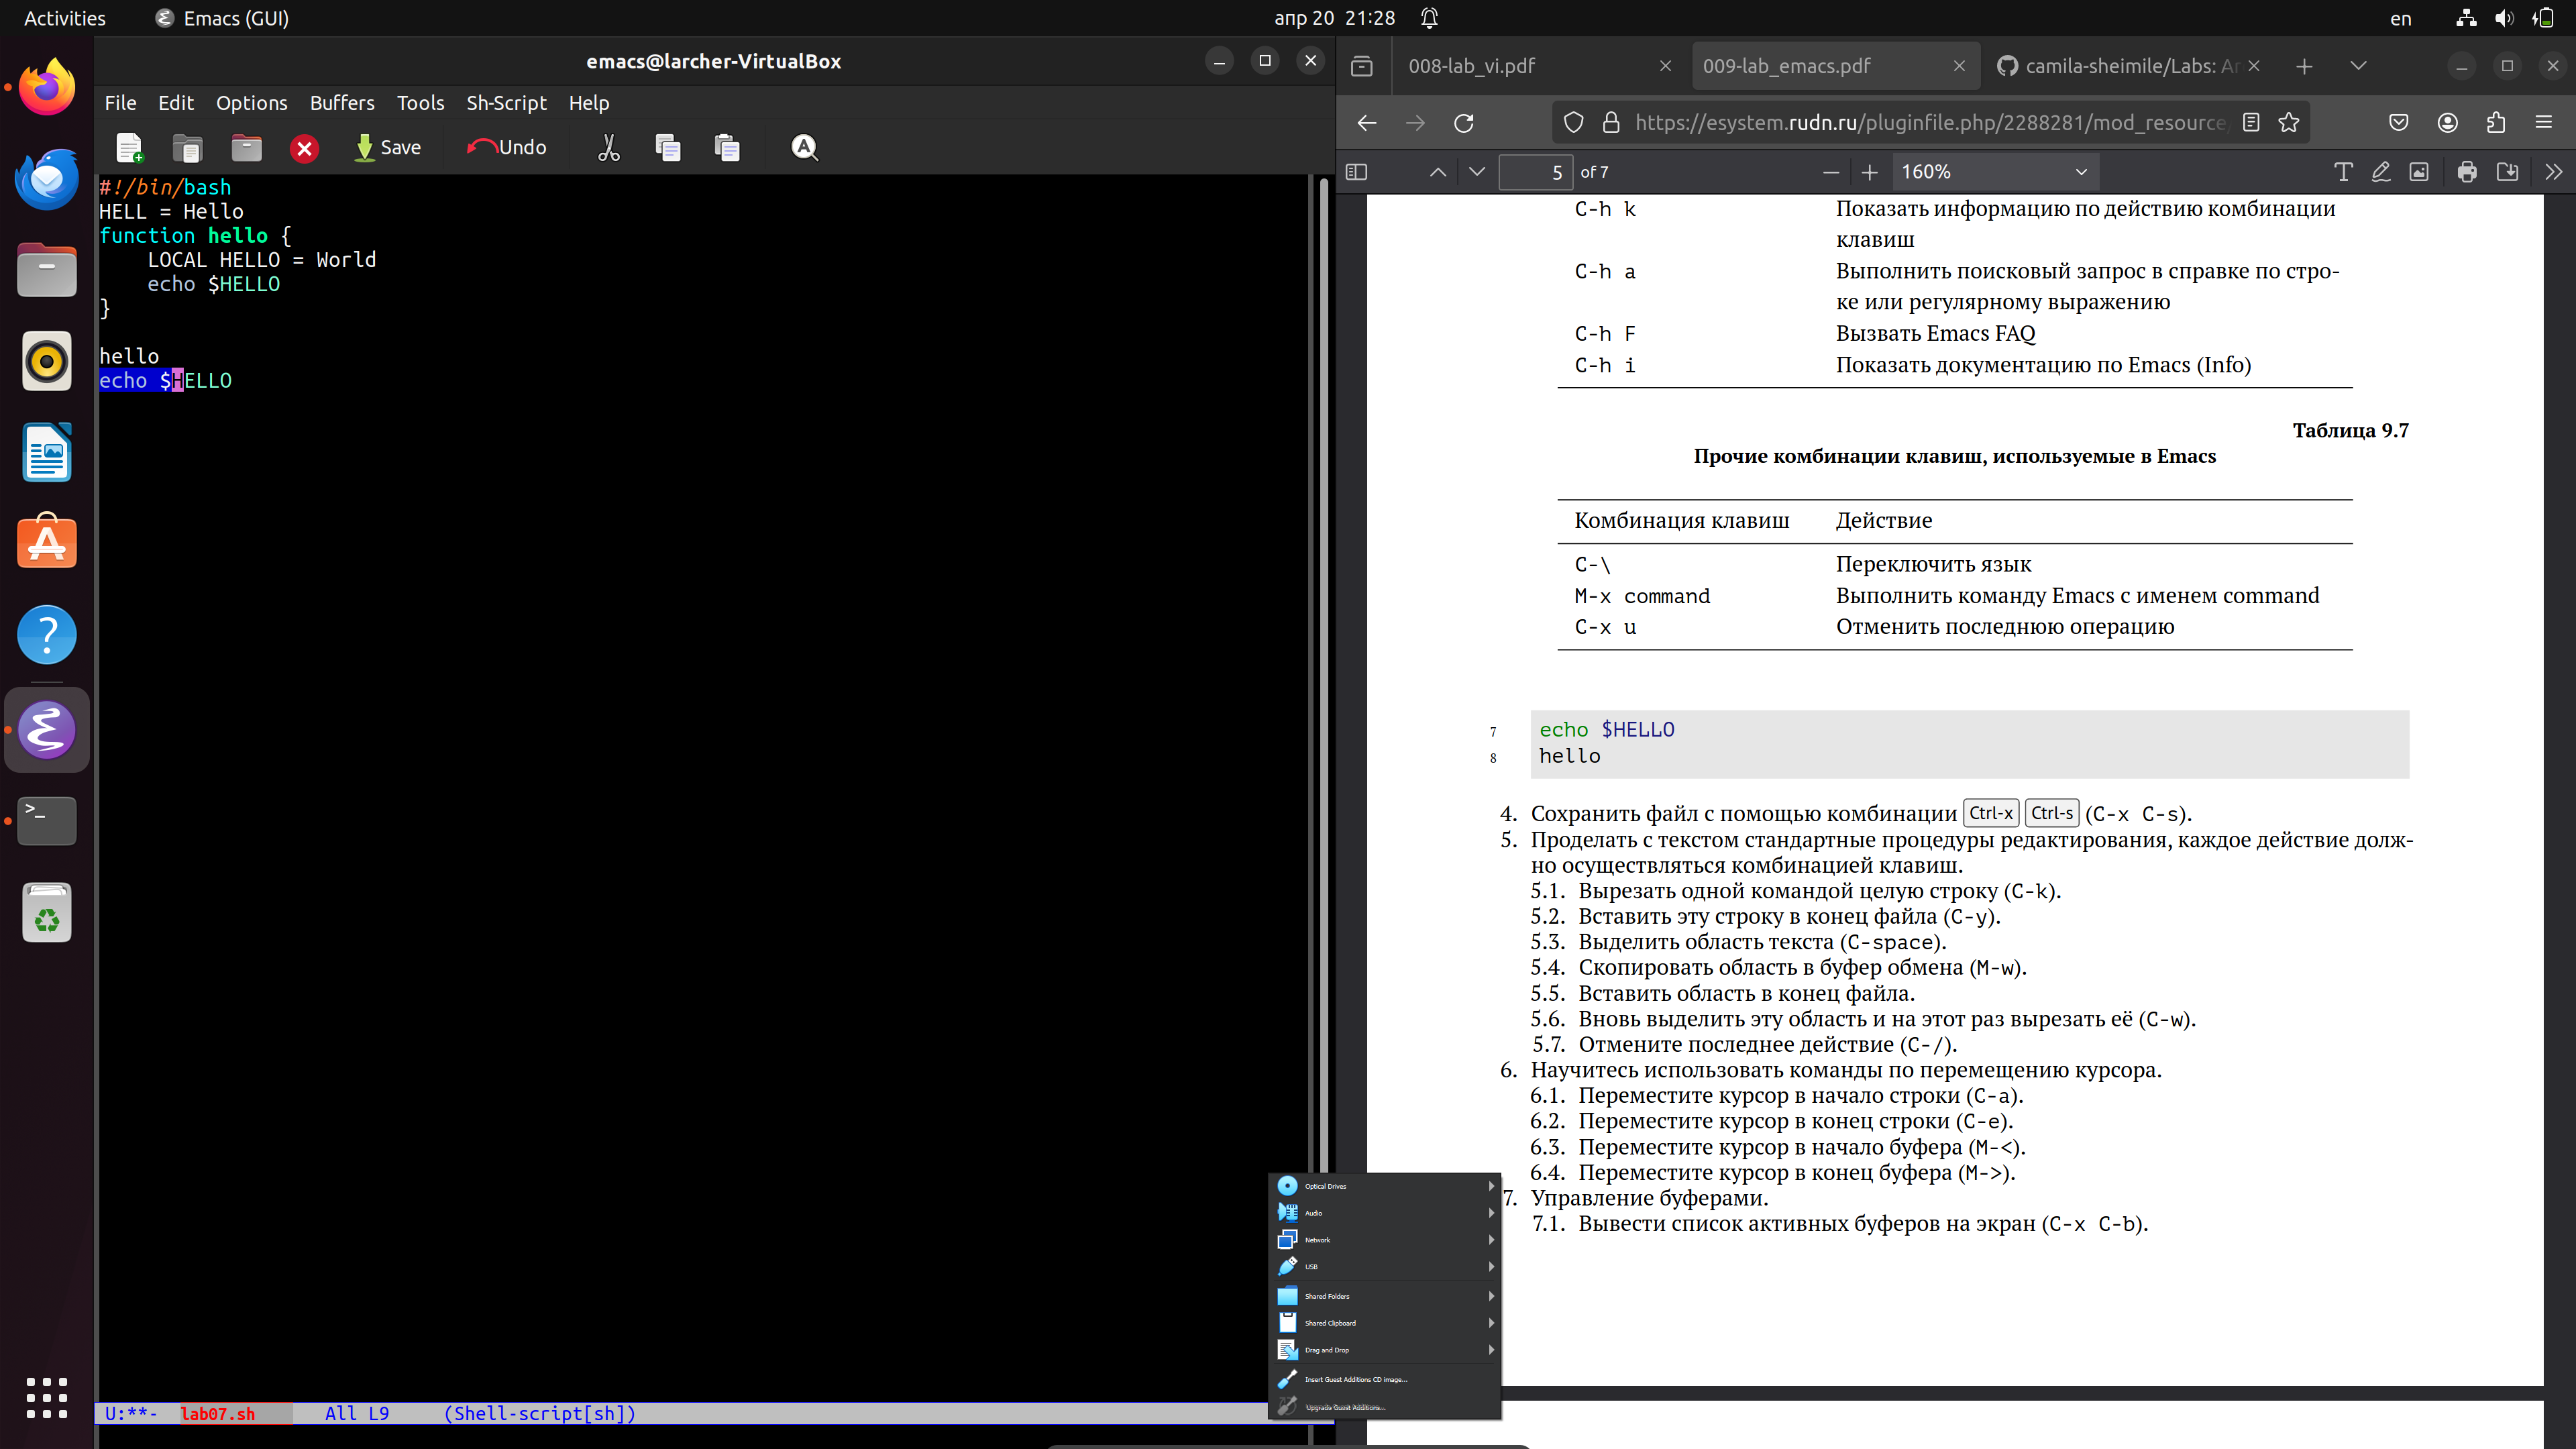 Activities
Emacs (GUI)
апр 20 21:28
en
emacs@larcher-VirtualBox
File Edit Options Buffers Tools Sh-Script Help
Save
Undo
#!/bin/bash
HELL = Hello
function hello {
LOCAL HELLO = World
echo $HELLO
}
hello
echo $HELLO
U:**- lab07.sh All L9 (Shell-script[sh])
Optical Drives
Audio
Network
USB
Shared Folders
Shared Clipboard
Drag and Drop
Insert Guest Additions CD image...
Upgrade Guest Additions...
008-lab_vi.pdf
009-lab_emacs.pdf
camila-sheimile/Labs: Ar
https://esystem.rudn.ru/pluginfile.php/2288281/mod_resource/
5 of 7
160%
C-h k Показать информацию по действию комбинации
клавиш
C-h a Выполнить поисковый запрос в справке по стро-
ке или регулярному выражению
C-h F Вызвать Emacs FAQ
C-h i Показать документацию по Emacs (Info)
Таблица 9.7
Прочие комбинации клавиш, используемые в Emacs
Комбинация клавиш Действие
C-\ Переключить язык
M-x command Выполнить команду Emacs с именем command
C-x u Отменить последнюю операцию
7 echo $HELLO
8 hello
4. Сохранить файл с помощью комбинации Ctrl-x Ctrl-s (C-x C-s).
5. Проделать с текстом стандартные процедуры редактирования, каждое действие долж-
но осуществляться комбинацией клавиш.
5.1. Вырезать одной командой целую строку (C-k).
5.2. Вставить эту строку в конец файла (C-y).
5.3. Выделить область текста (C-space).
5.4. Скопировать область в буфер обмена (M-w).
5.5. Вставить область в конец файла.
5.6. Вновь выделить эту область и на этот раз вырезать её (C-w).
5.7. Отмените последнее действие (C-/).
6. Научитесь использовать команды по перемещению курсора.
6.1. Переместите курсор в начало строки (C-a).
6.2. Переместите курсор в конец строки (C-e).
6.3. Переместите курсор в начало буфера (M-<).
6.4. Переместите курсор в конец буфера (M->).
7. Управление буферами.
7.1. Вывести список активных буферов на экран (C-x C-b).